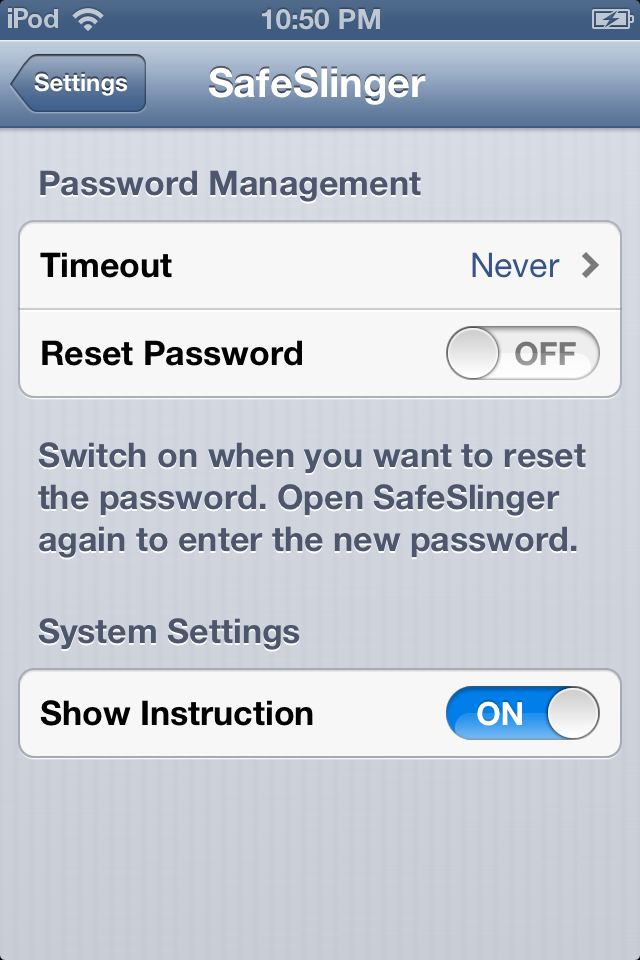 iPod 10:50 PM
Settings SafeSlinger
Password Management
Timeout Never
Reset Password OFF
Switch on when you want to reset
the password. Open SafeSlinger
again to enter the new password.
System Settings
Show Instruction ON